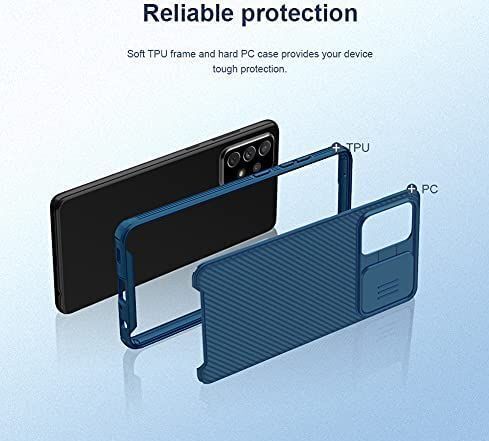 Reliable protection
Soft TPU frame and hard PC case provides your device
tough protection.
TPU
PC